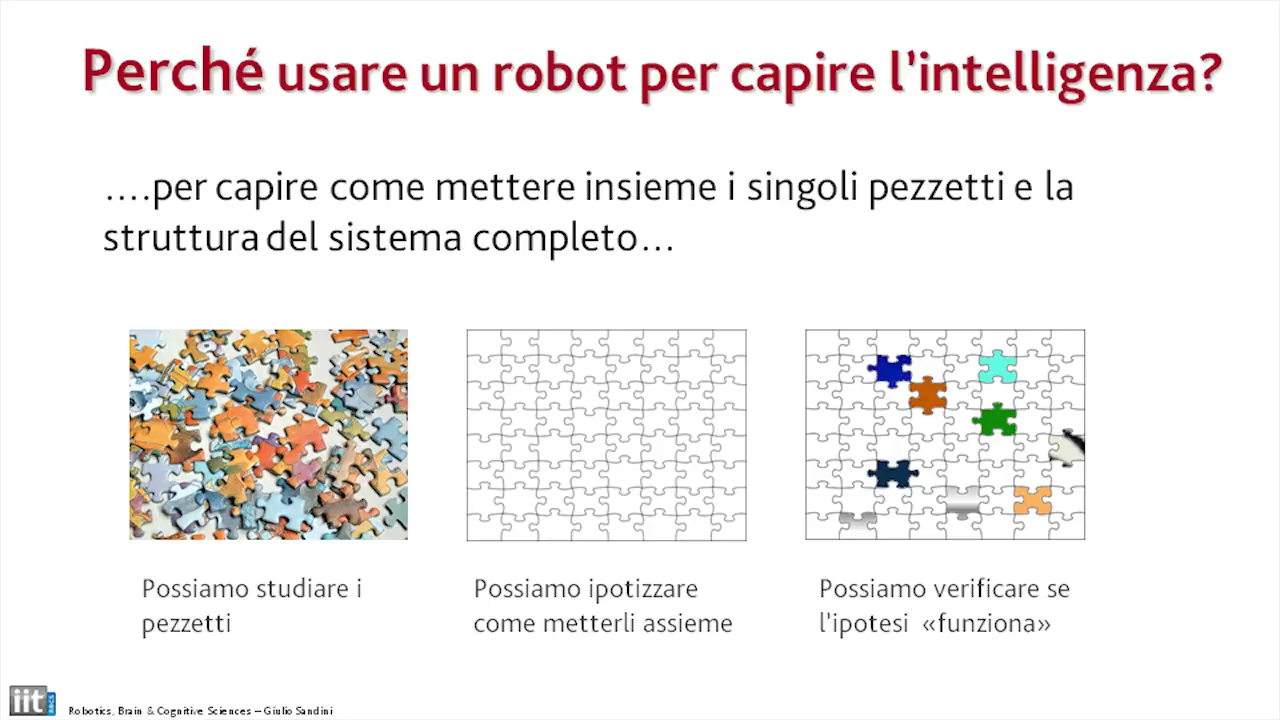 Perché usare un robot per capire l'intelligenza?
....per capire come mettere insieme i singoli pezzetti e la
struttura del sistema completo...
Possiamo studiare i
pezzetti
Possiamo ipotizzare
come metterli assieme
Possiamo verificare se
l'ipotesi «funziona»
iit
RBCS
Robotics, Brain & Cognitive Sciences – Giulio Sandini